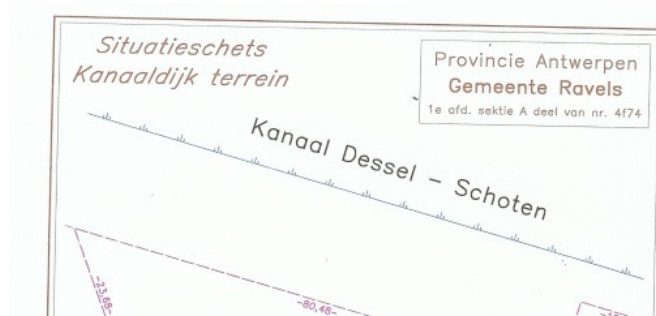 Situatieschets
Kanaaldijk terrein
Provincie Antwerpen
Gemeente Ravels
1e afd. sektie A deel van nr. 4f74
Kanaal Dessel - Schoten
-23,68-
-80,48-